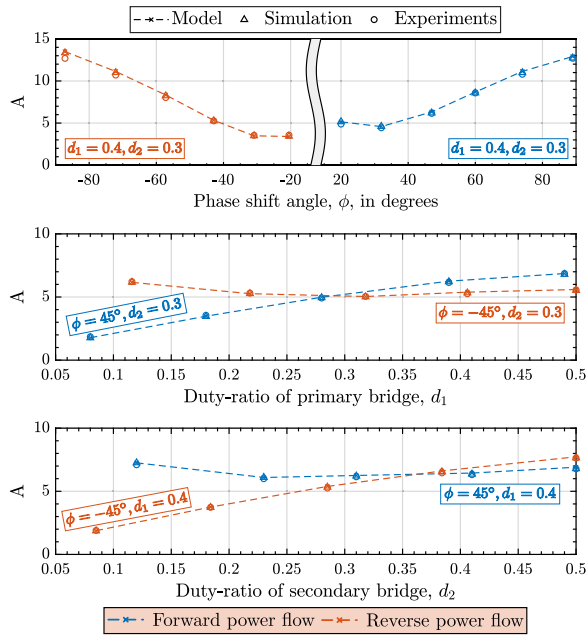 Model Simulation Experiments
15
10
5
0
A
d₁ = 0.4, d₂ = 0.3
d₁ = 0.4, d₂ = 0.3
-80 -60 -40 -20 20 40 60 80
Phase shift angle, ϕ, in degrees
10
5
0
A
ϕ = 45°, d₂ = 0.3
ϕ = −45°, d₂ = 0.3
0.05 0.1 0.15 0.2 0.25 0.3 0.35 0.4 0.45 0.5
Duty-ratio of primary bridge, d₁
10
5
0
A
ϕ = −45°, d₁ = 0.4
ϕ = 45°, d₁ = 0.4
0.05 0.1 0.15 0.2 0.25 0.3 0.35 0.4 0.45 0.5
Duty-ratio of secondary bridge, d₂
Forward power flow Reverse power flow